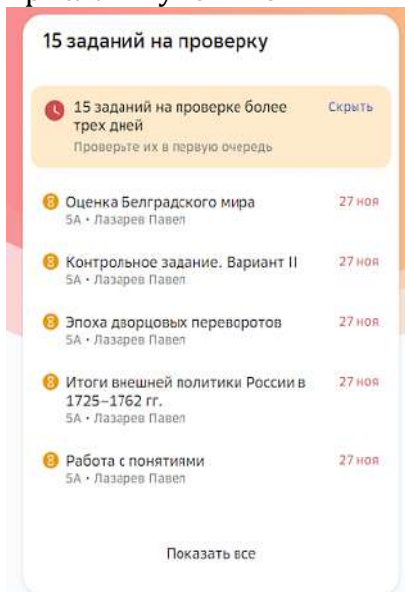 15 заданий на проверку
15 заданий на проверке более
Скрыть
трех дней
Проверьте их в первую очередь
Оценка Белградского мира
27 ноя
5А • Лазарев Павел
Контрольное задание. Вариант II
27 ноя
5А • Лазарев Павел
Эпоха дворцовых переворотов
27 ноя
5А • Лазарев Павел
Итоги внешней политики России в
27 ноя
1725–1762 гг.
5А • Лазарев Павел
Работа с понятиями
27 ноя
5А • Лазарев Павел
Показать все